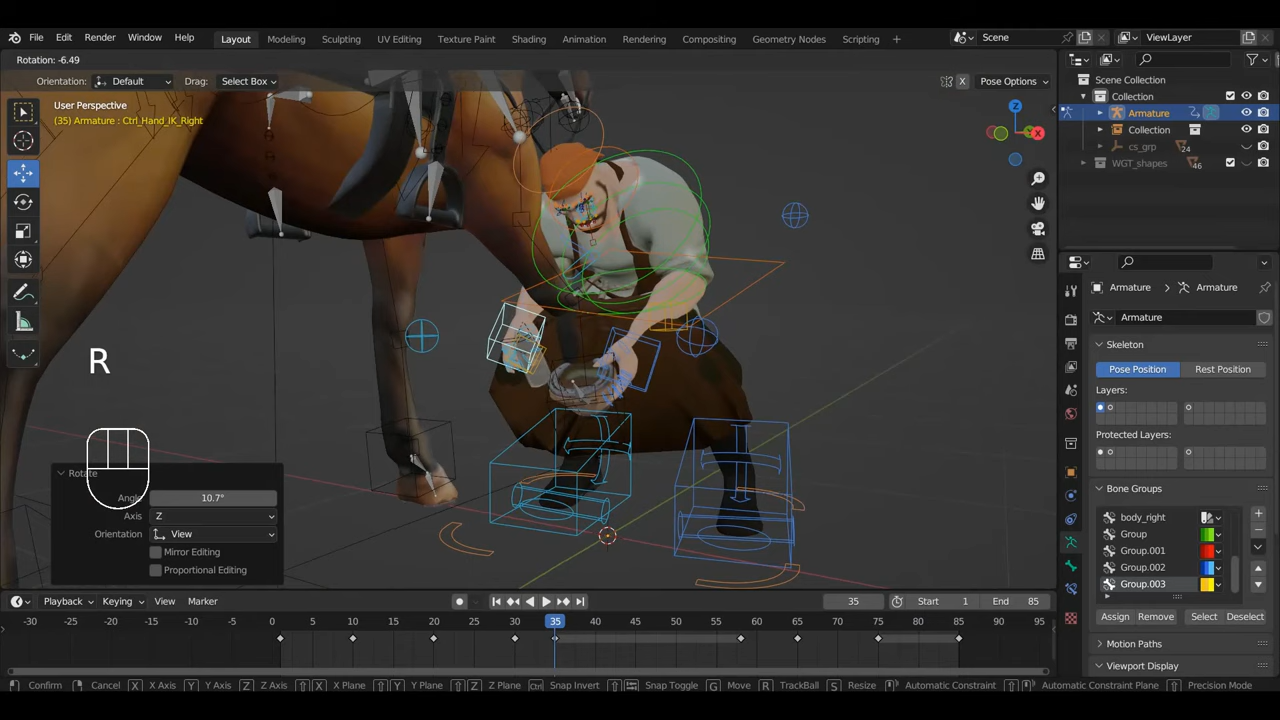 File Edit Render Window Help Layout Modeling Sculpting UV Editing Texture Paint Shading Animation Rendering Compositing Geometry Nodes Scripting + Scene ViewLayer
Rotation: -6.49
Orientation: Default Drag: Select Box X Pose Options
User Perspective
(35) Armature : Ctrl_Hand_IK_Right
Z
X
R
Rotate
Angle 10.7°
Axis Z
Orientation View
Mirror Editing
Proportional Editing
Scene Collection
Collection
Armature
Collection
cs_grp 24
WGT_shapes 46
Armature > Armature
Armature
Skeleton
Pose Position Rest Position
Layers:
Protected Layers:
Bone Groups
body_right
Group
Group.001
Group.002
Group.003
Assign Remove Select Deselect
Motion Paths
Viewport Display
Playback Keying View Marker 35 Start 1 End 85
-30 -25 -20 -15 -10 -5 0 5 10 15 20 25 30 35 40 45 50 55 60 65 70 75 80 85 90 95
Confirm Cancel X X Axis Y Y Axis Z Z Axis X X Plane Y Y Plane Z Z Plane Ctrl Snap Invert Snap Toggle G Move R TrackBall S Resize Automatic Constraint Automatic Constraint Plane Precision Mode